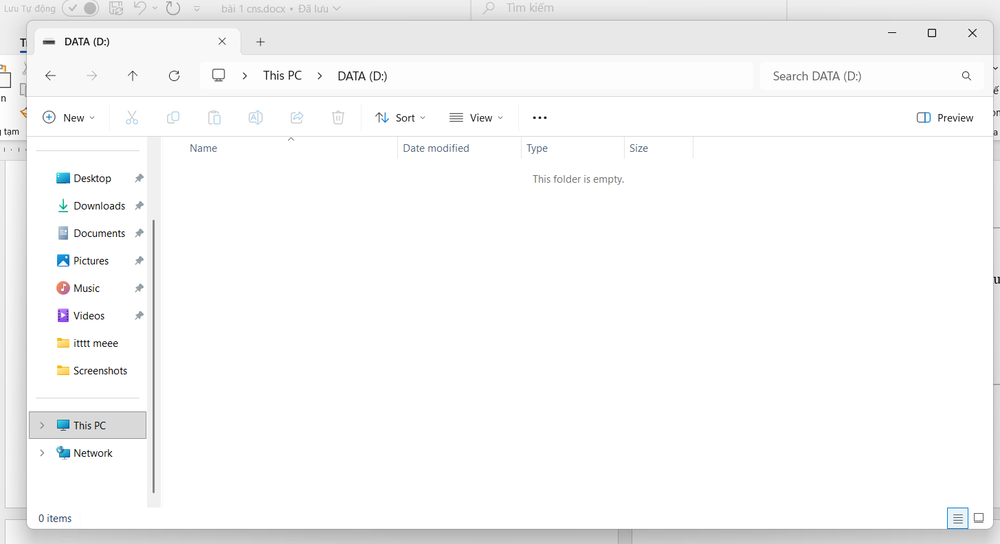 Lưu Tự động
bài 1 cns.docx • Đã lưu
Tìm kiếm
DATA (D:)
This PC
DATA (D:)
Search DATA (D:)
New
Sort
View
Preview
tạm
Name
Date modified
Type
Size
This folder is empty.
Desktop
Downloads
Documents
Pictures
Music
Videos
itttt meee
Screenshots
This PC
Network
0 items